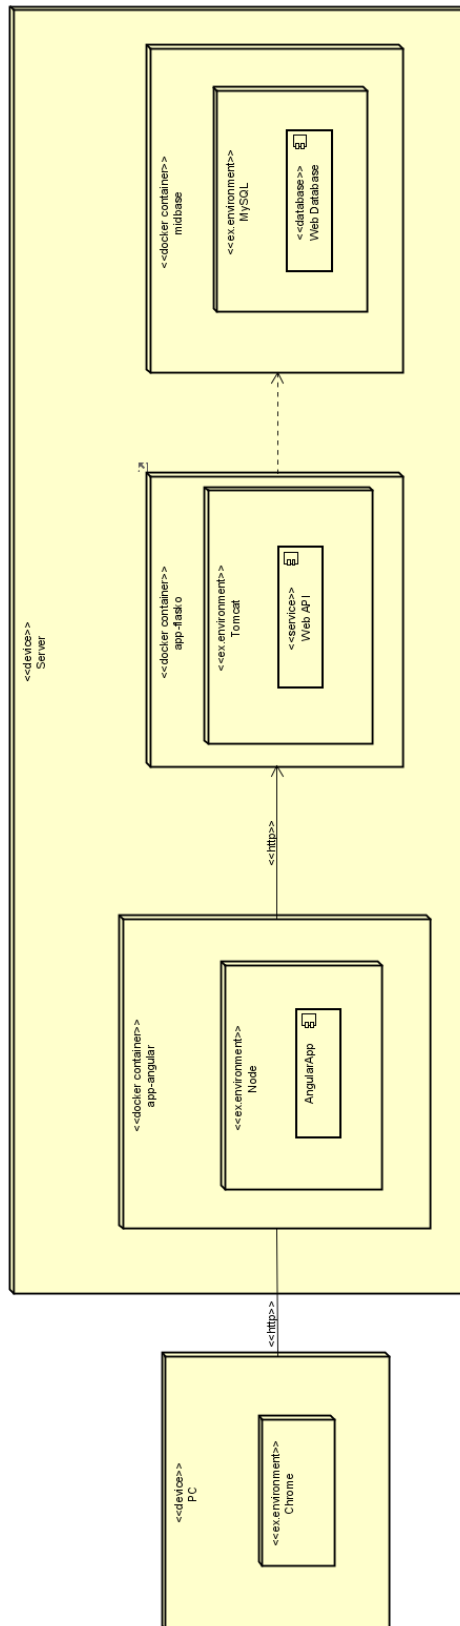 <<device>>
Server
<<docker container>>
midbase
<<ex.environment>>
MySQL
<<database>>
Web Database
<<docker container>>
app-flasko
<<ex.environment>>
Tomcat
<<service>>
Web API
<<http>>
<<docker container>>
app-angular
<<ex.environment>>
Node
AngularApp
<<http>>
<<device>>
PC
<<ex.environment>>
Chrome